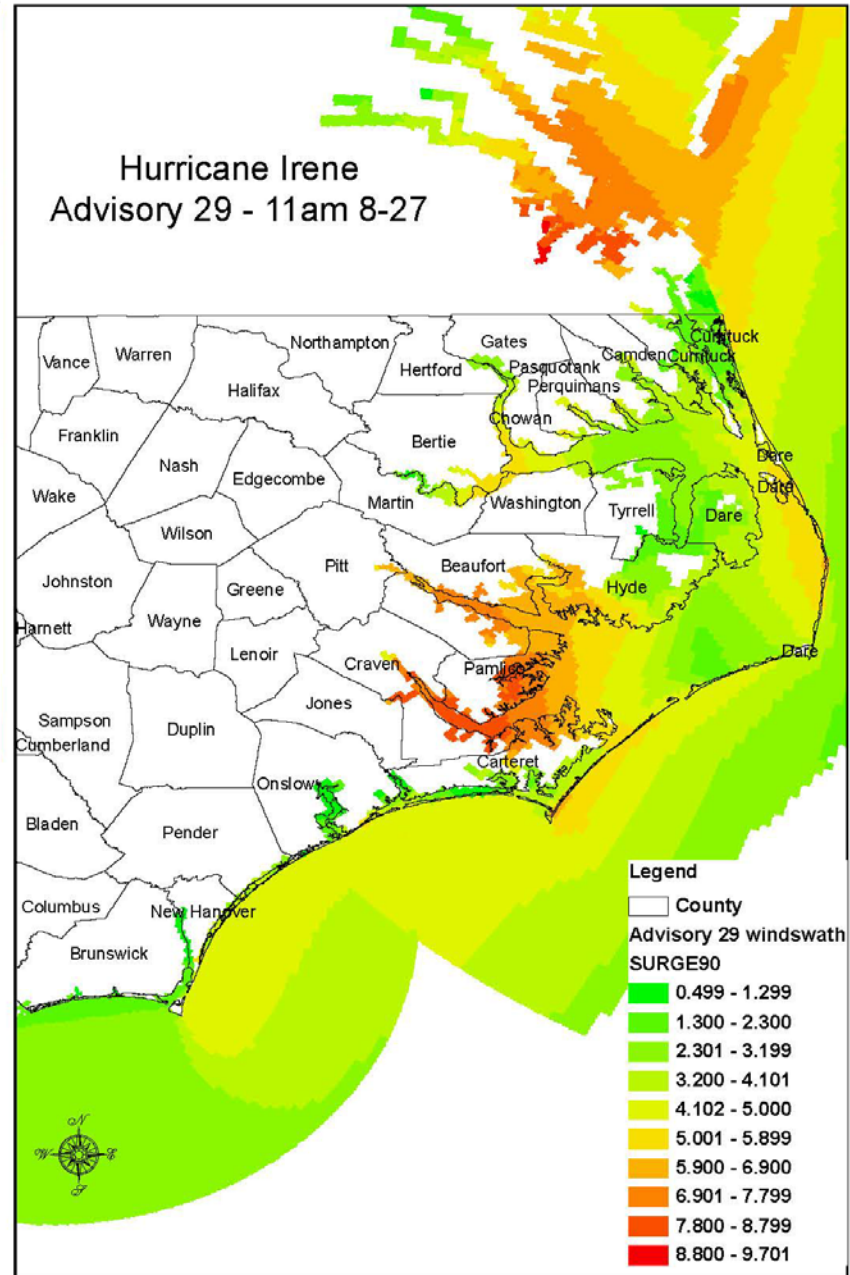 Hurricane Irene
Advisory 29 - 11am 8-27
Vance
Warren
Northampton
Gates
Currituck
Hertford
Pasquotank
Camden
Currituck
Perquimans
Halifax
Chowan
Franklin
Bertie
Nash
Dare
Edgecombe
Dare
Wake
Martin
Washington
Tyrrell
Dare
Wilson
Johnston
Pitt
Beaufort
Greene
Hyde
Wayne
Harnett
Lenoir
Dare
Craven
Pamlico
Jones
Sampson
Duplin
Cumberland
Carteret
Onslow
Bladen
Pender
Columbus
New Hanover
Brunswick
Legend
County
Advisory 29 windswath
SURGE90
0.499 - 1.299
1.300 - 2.300
2.301 - 3.199
3.200 - 4.101
4.102 - 5.000
5.001 - 5.899
5.900 - 6.900
6.901 - 7.799
7.800 - 8.799
8.800 - 9.701
N
W
E
S